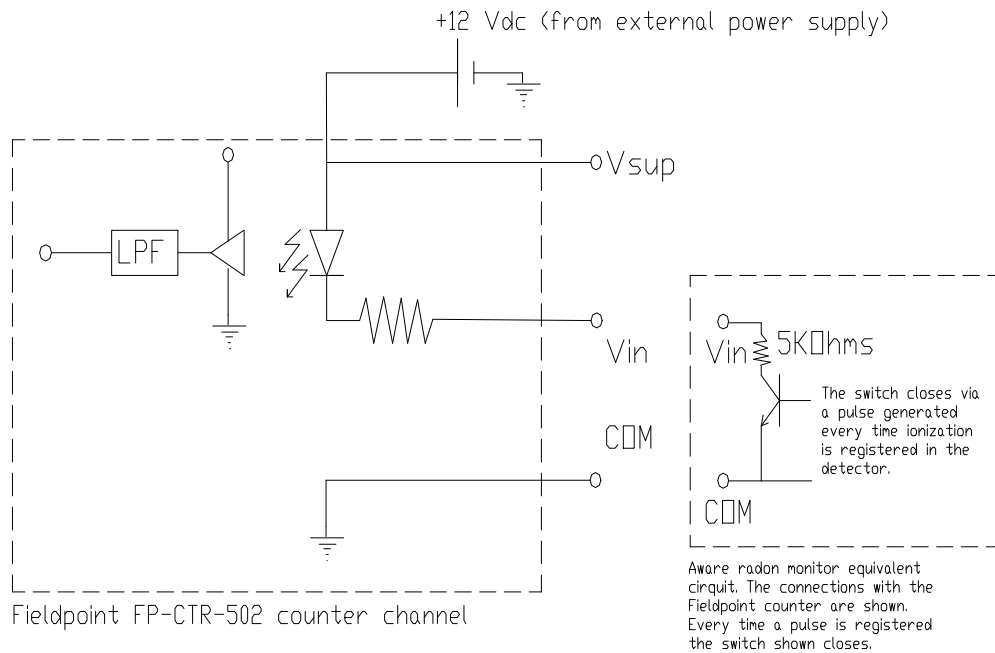 +12 Vdc (from external power supply)
Vsup
LPF
Vin
COM
Vin
5KOhms
The switch closes via
a pulse generated
every time ionization
is registered in the
detector.
COM
Fieldpoint FP-CTR-502 counter channel
Aware radon monitor equivalent
cirquit. The connections with the
Fieldpoint counter are shown.
Every time a pulse is registered
the switch shown closes.